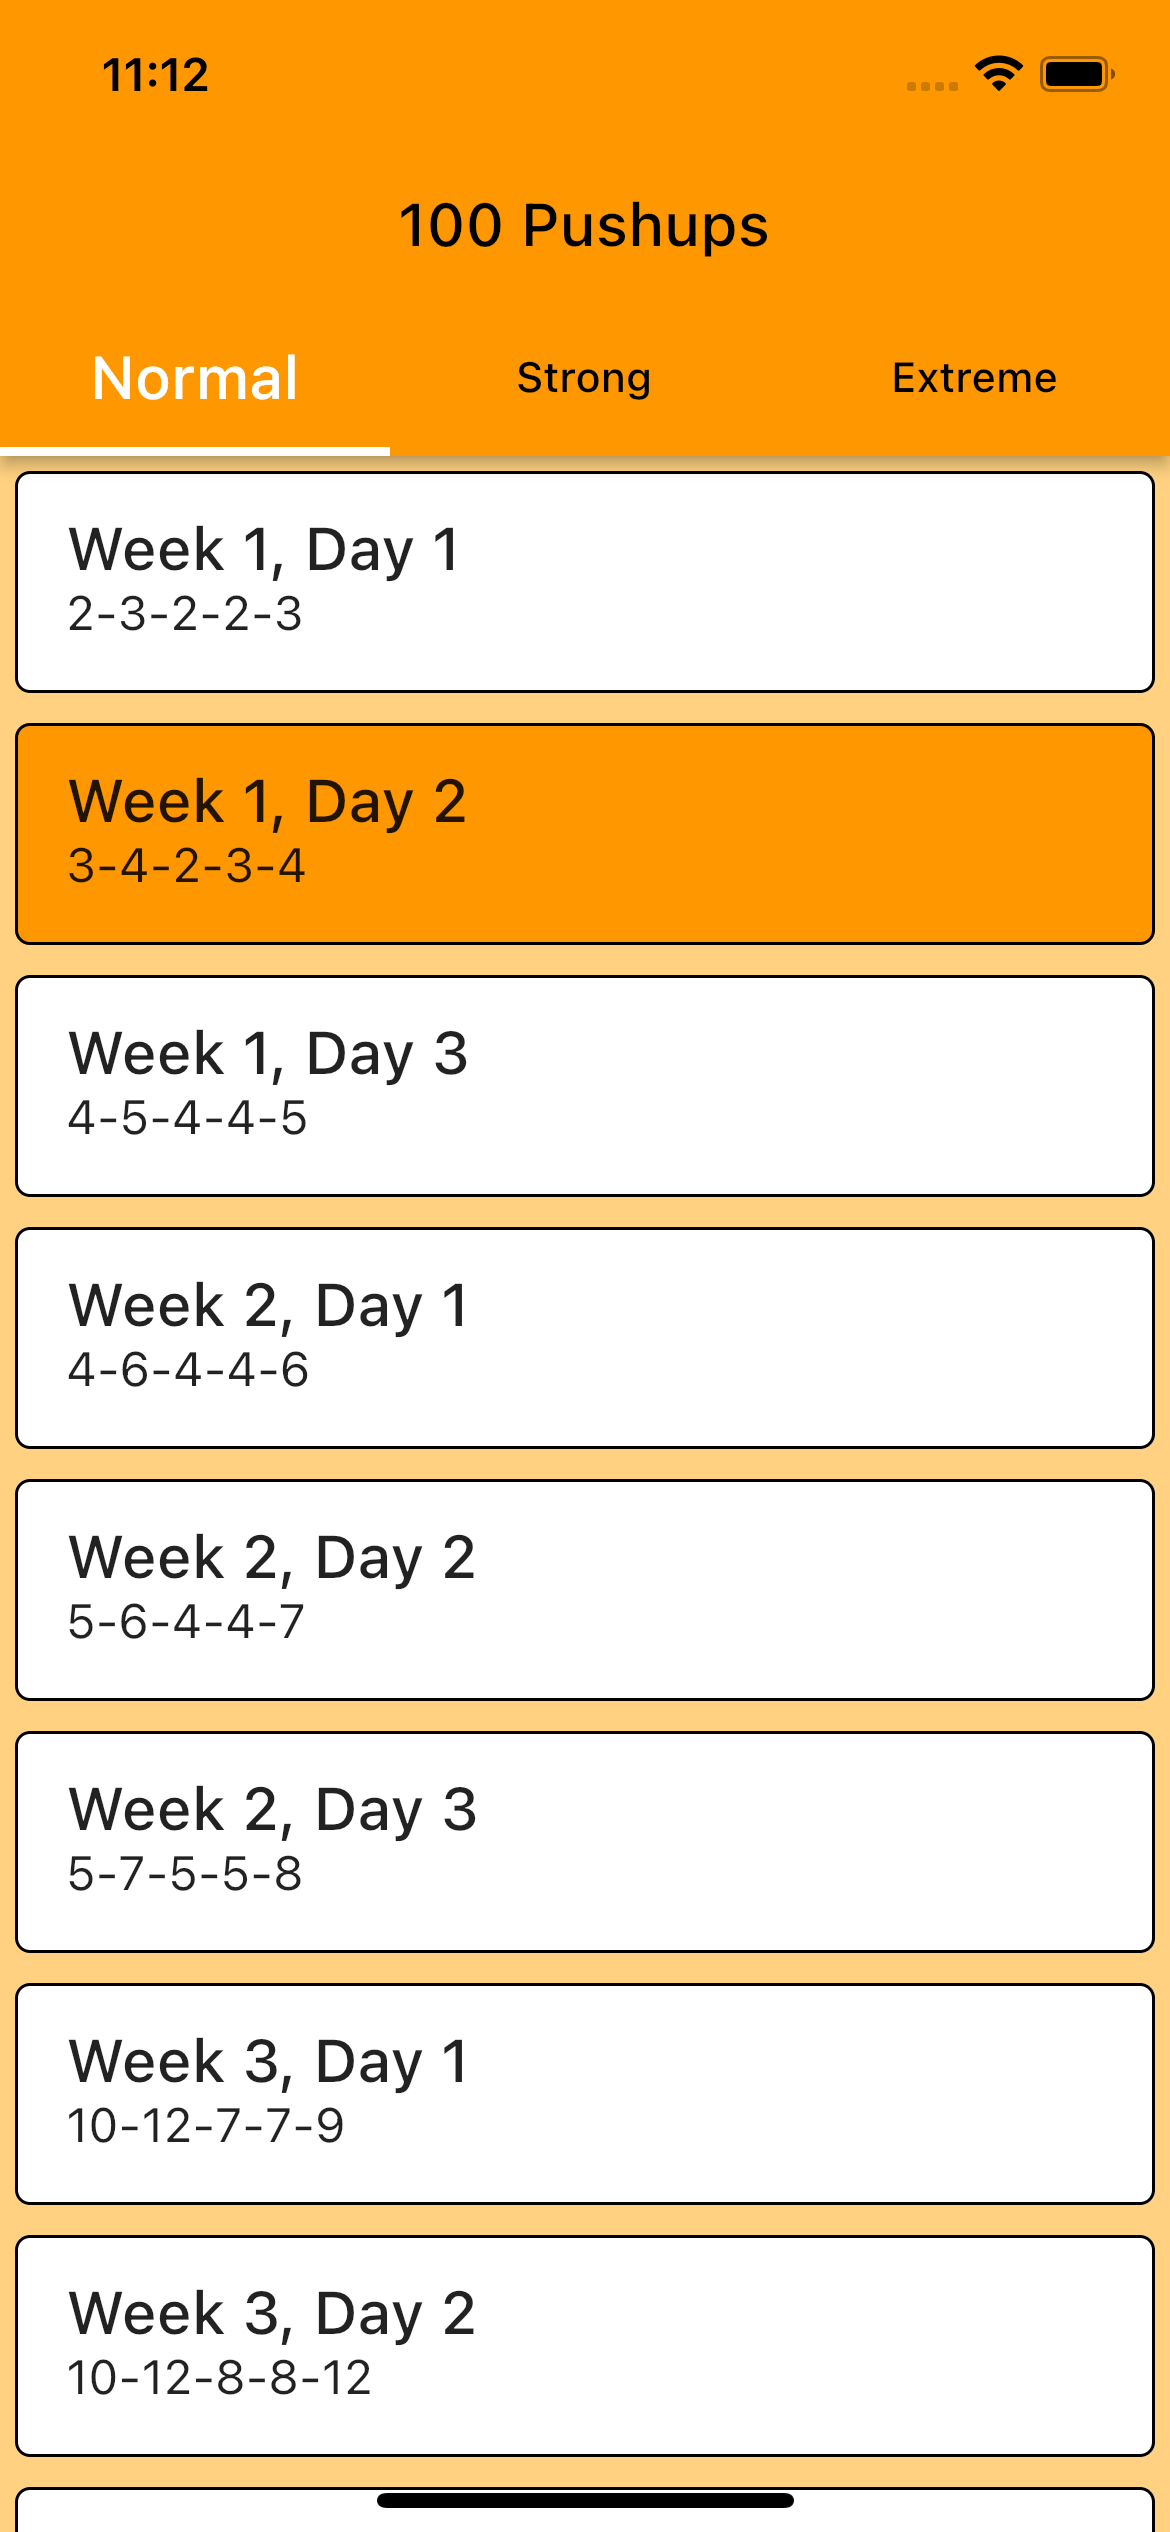 11:12
100 Pushups
Normal Strong Extreme
Week 1, Day 1
2-3-2-2-3
Week 1, Day 2
3-4-2-3-4
Week 1, Day 3
4-5-4-4-5
Week 2, Day 1
4-6-4-4-6
Week 2, Day 2
5-6-4-4-7
Week 2, Day 3
5-7-5-5-8
Week 3, Day 1
10-12-7-7-9
Week 3, Day 2
10-12-8-8-12